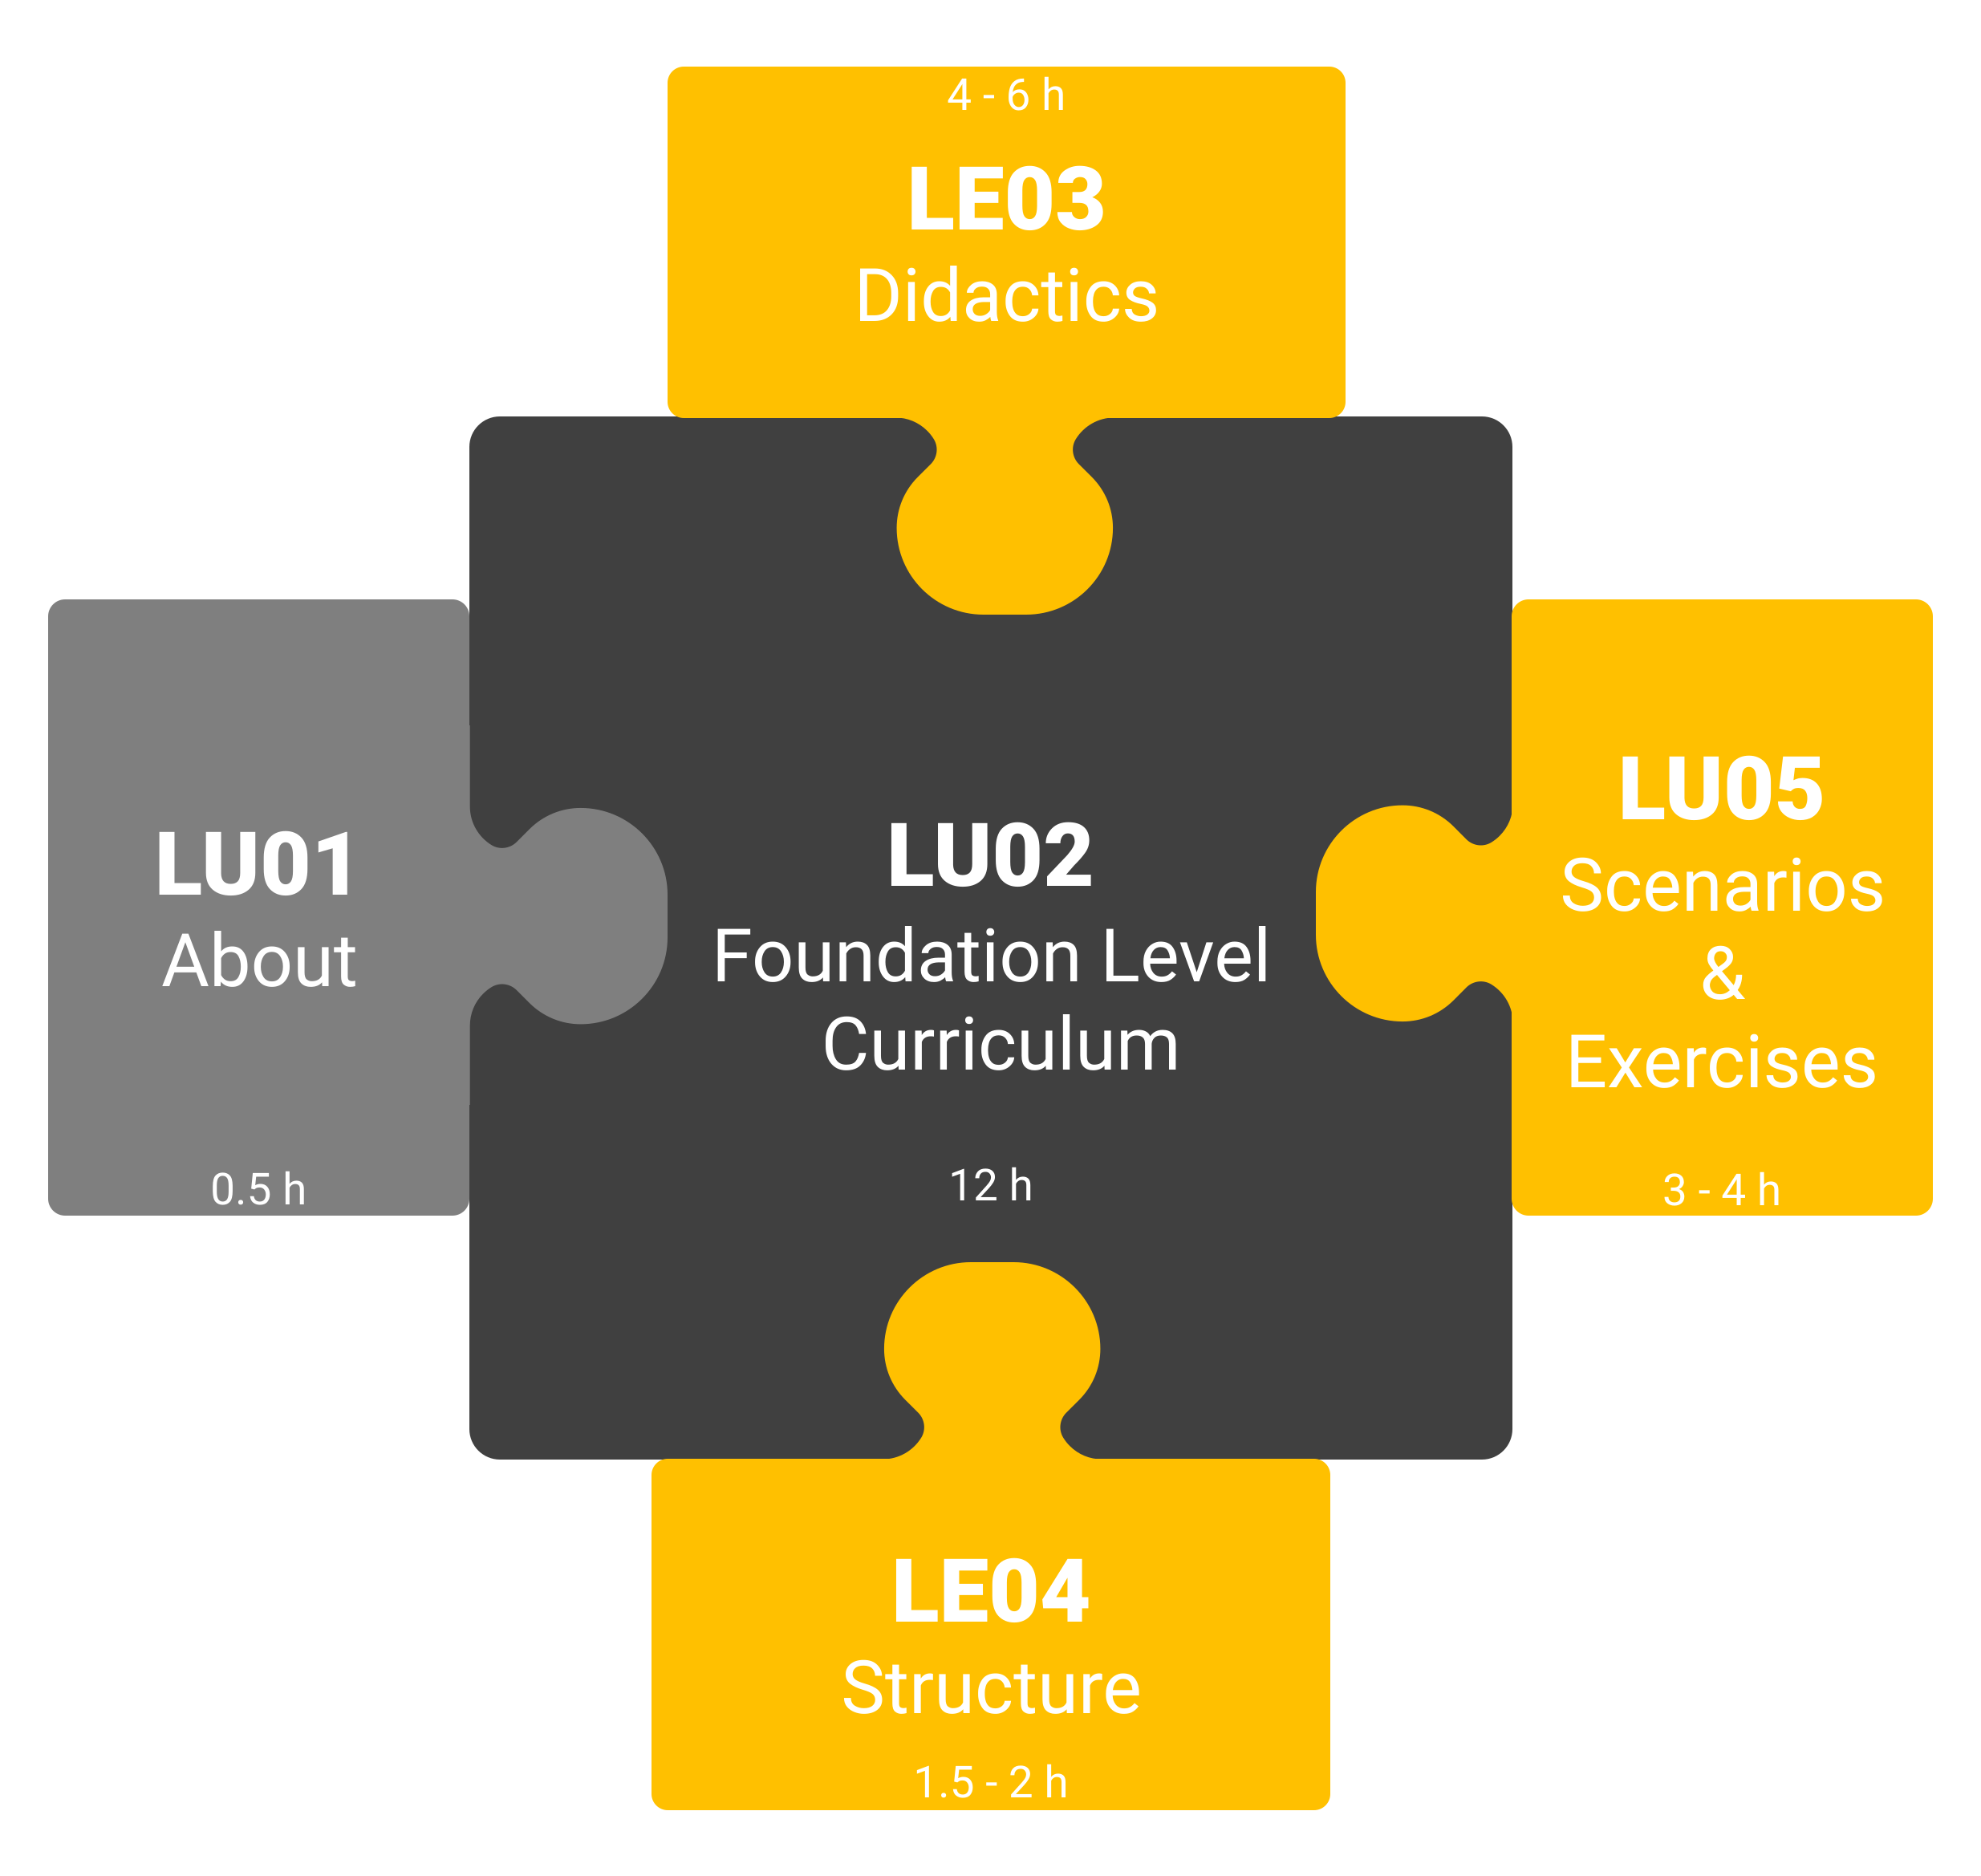 4 - 6 h
LE03
Didactics
LU01
About
0.5 h
LU02
Foundation Level
Curriculum
12 h
LU05
Scenarios
&
Exercises
3 - 4 h
LE04
Structure
1.5 - 2 h